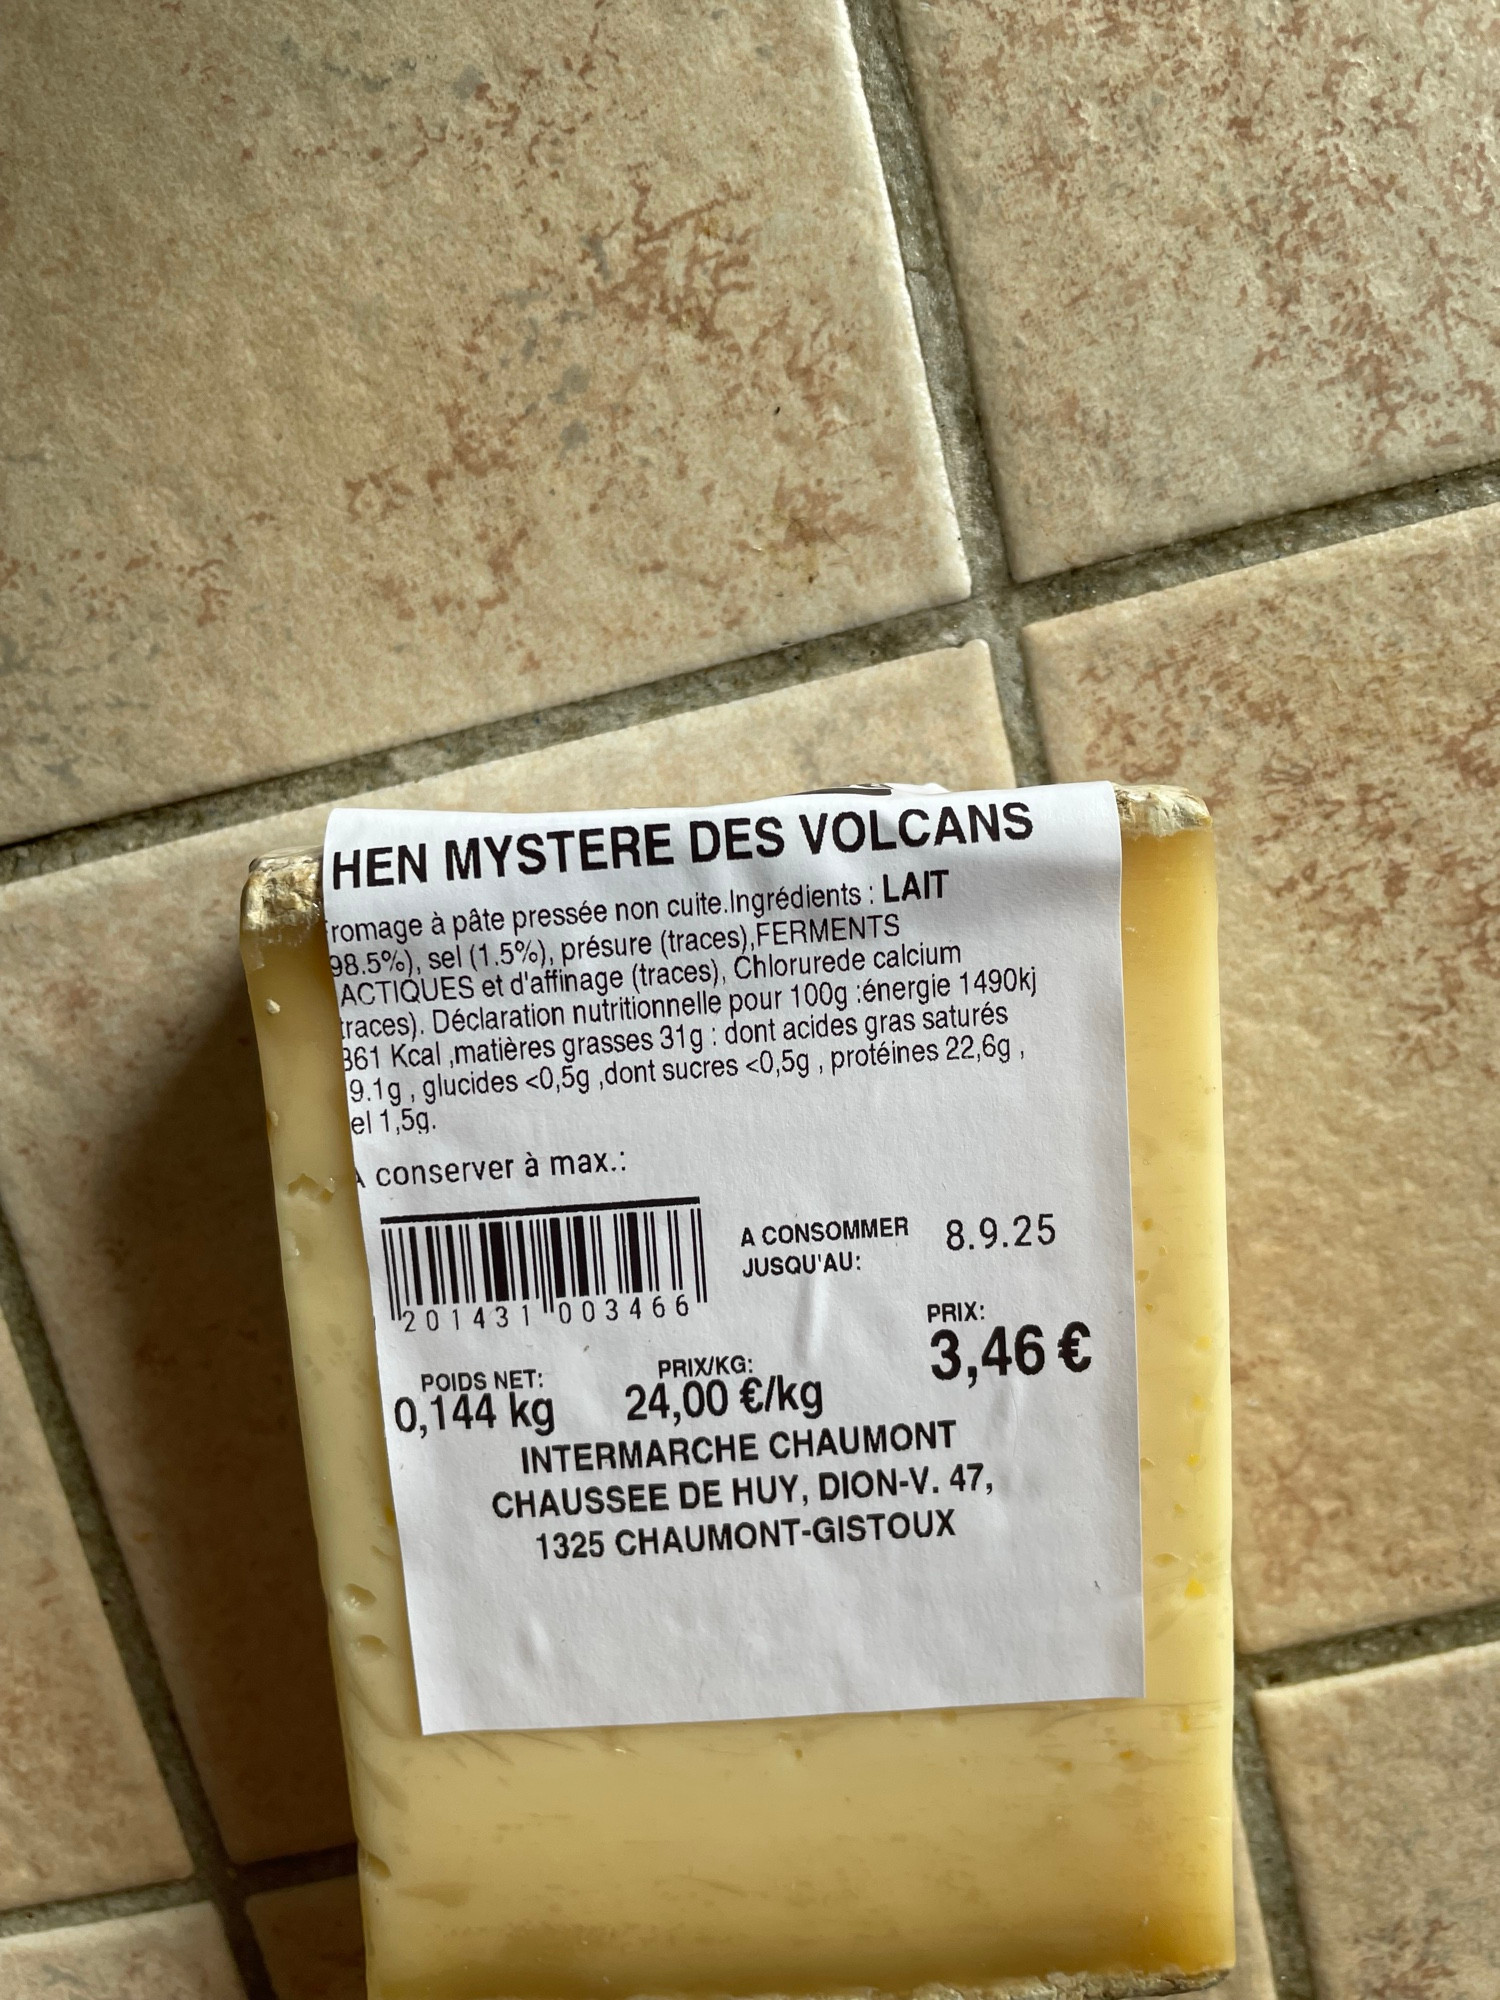 HEN MYSTERE DES VOLCANS
romage à pâte pressée non cuite.Ingrédients : LAIT
98.5%), sel (1.5%), présure (traces),FERMENTS
ACTIQUES et d'affinage (traces), Chlorurede calcium
races). Déclaration nutritionnelle pour 100g :énergie 1490kj
361 Kcal ,matières grasses 31g : dont acides gras saturés
9.1g , glucides <0,5g ,dont sucres <0,5g , protéines 22,6g ,
el 1,5g.
A conserver à max.:
A CONSOMMER 8.9.25
JUSQU'AU:
201431 003466
PRIX:
3,46 €
POIDS NET: PRIX/KG:
0,144 kg 24,00 €/kg
INTERMARCHE CHAUMONT
CHAUSSEE DE HUY, DION-V. 47,
1325 CHAUMONT-GISTOUX